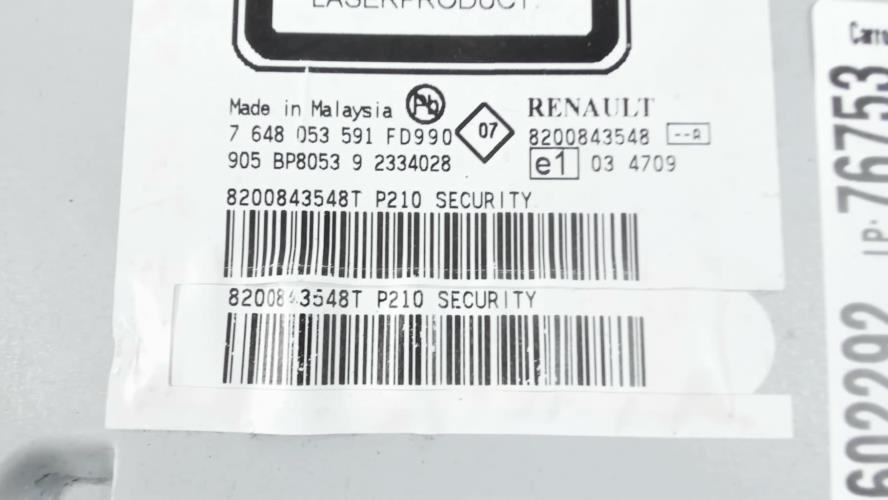 LASERPRODUCT.
Made in Malaysia Pb
7 648 053 591 FD990
905 BP8053 9 2334028
07
RENAULT
8200843548 --A
e1 03 4709
8200843548T P210 SECURITY
8200843548T P210 SECURITY
Carro
I.P. 76753
602292